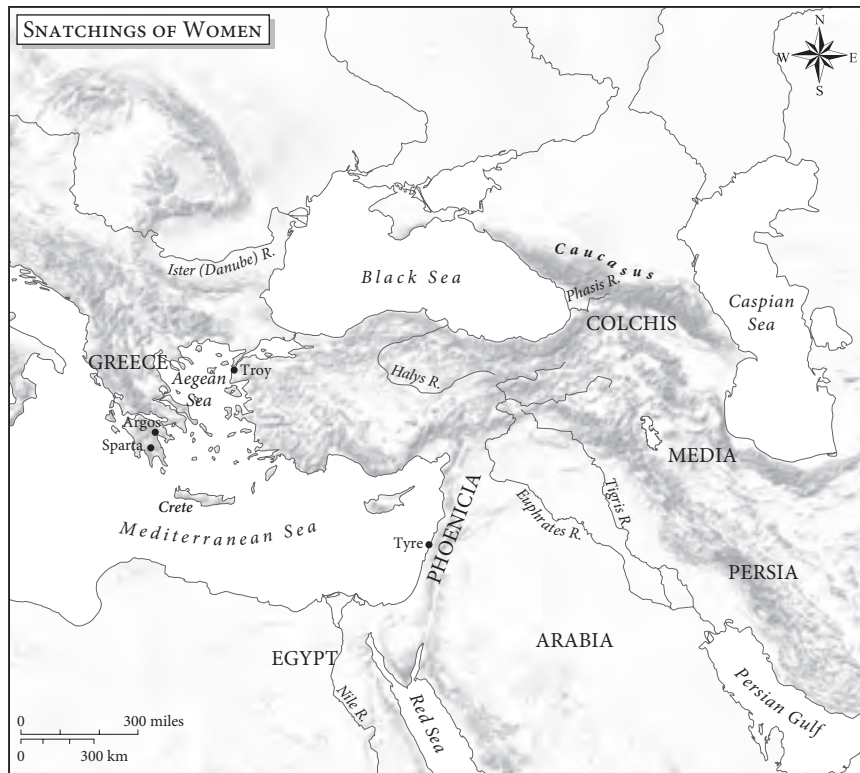 SNATCHINGS OF WOMEN
N
W E
S
Caucasus
Ister (Danube) R.
Black Sea
Phasis R.
Caspian
Sea
COLCHIS
GREECE
Aegean
Sea
Troy
Halys R.
Argos
Sparta
MEDIA
Crete
Mediterranean Sea
PHOENICIA
Euphrates R.
Tigris R.
Tyre
PERSIA
EGYPT
ARABIA
Nile R.
Red Sea
Persian Gulf
0 300 miles
0 300 km